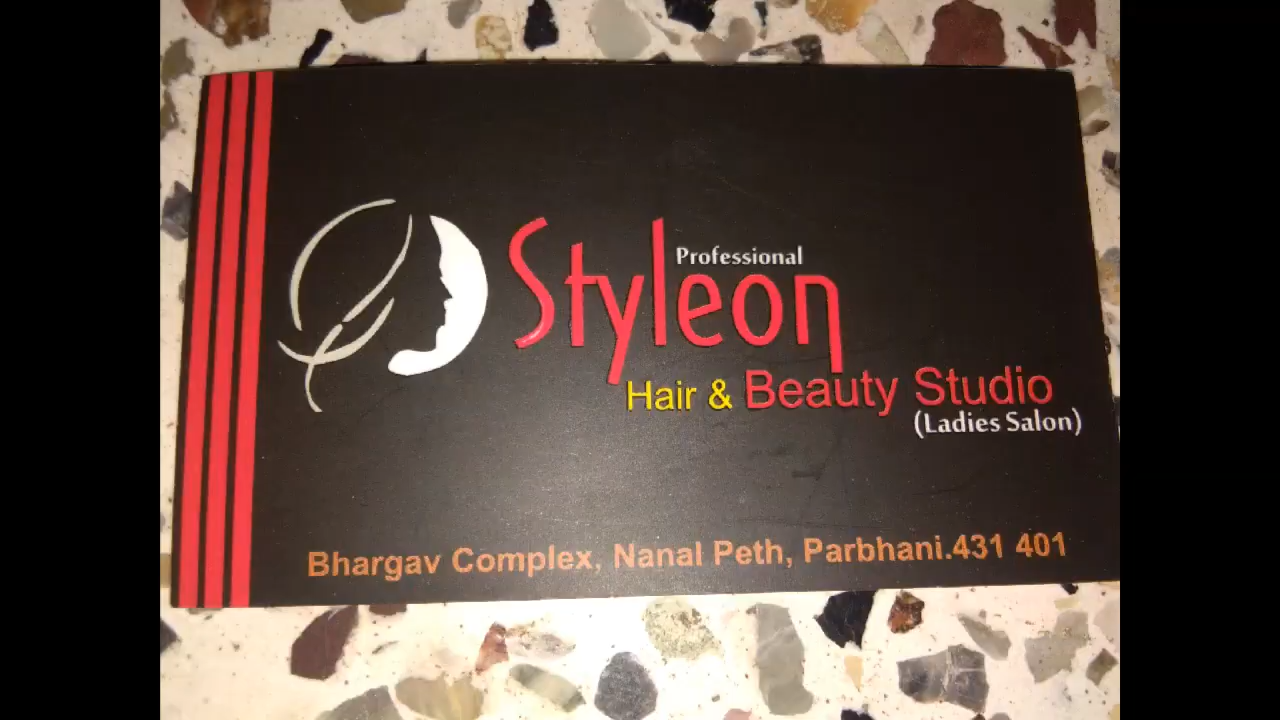 Professional
Styleon
Hair & Beauty Studio
(Ladies Salon)
Bhargav Complex, Nanal Peth, Parbhani.431 401